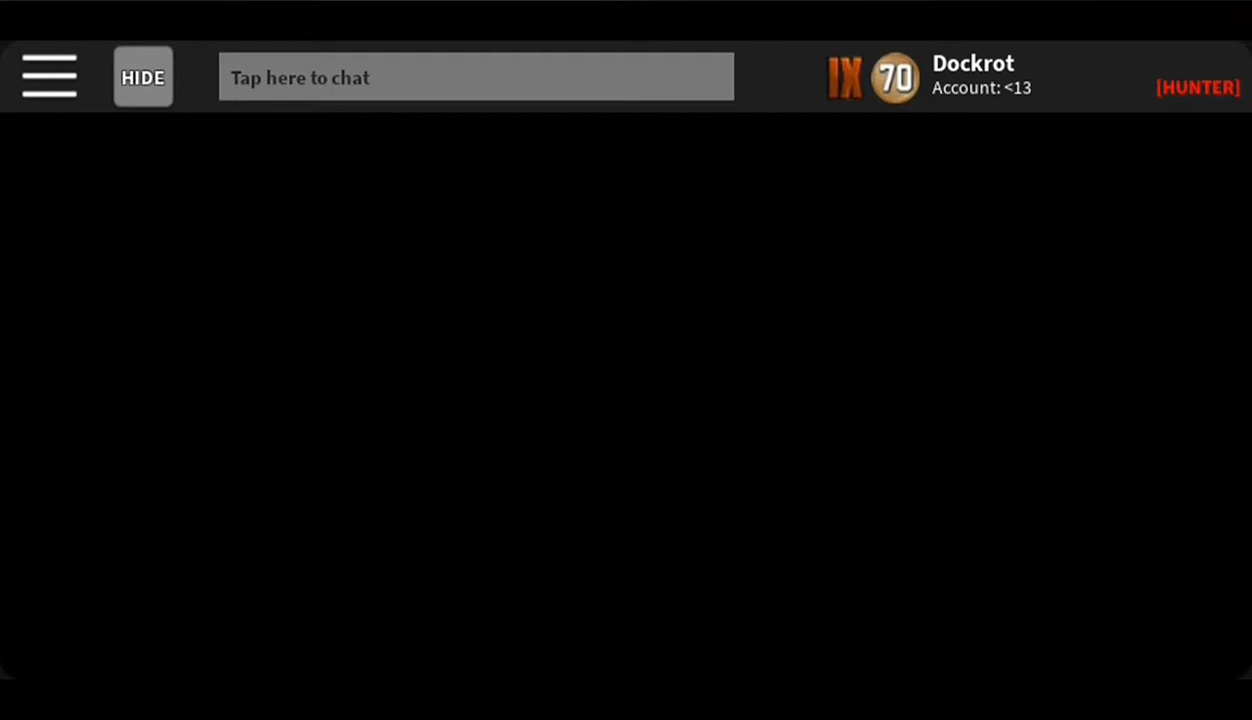 HIDE
Tap here to chat
IX 70
Dockrot
Account: <13
[HUNTER]